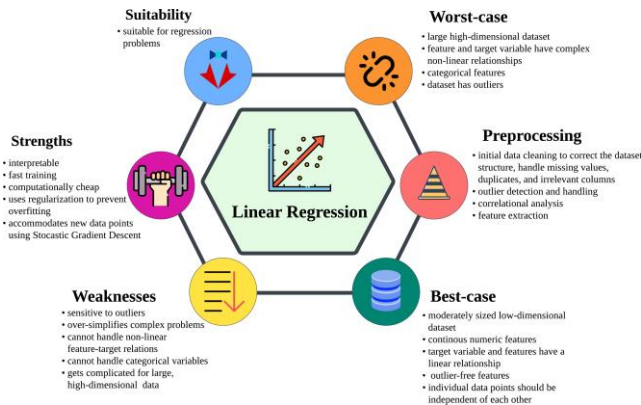 Suitability
• suitable for regression
problems
Worst-case
• large high-dimensional dataset
• feature and target variable have complex
non-linear relationships
• categorical features
• dataset has outliers
Strengths
• interpretable
• fast training
• computationally cheap
• uses regularization to prevent
overfitting
• accommodates new data points
using Stocastic Gradient Descent
Linear Regression
Preprocessing
• initial data cleaning to correct the dataset
structure, handle missing values,
duplicates, and irrelevant columns
• outlier detection and handling
• correlational analysis
• feature extraction
Weaknesses
• sensitive to outliers
• over-simplifies complex problems
• cannot handle non-linear
feature-target relations
• cannot handle categorical variables
• gets complicated for large,
high-dimensional data
Best-case
• moderately sized low-dimensional
dataset
• continous numeric features
• target variable and features have a
linear relationship
• outlier-free features
• individual data points should be
independent of each other